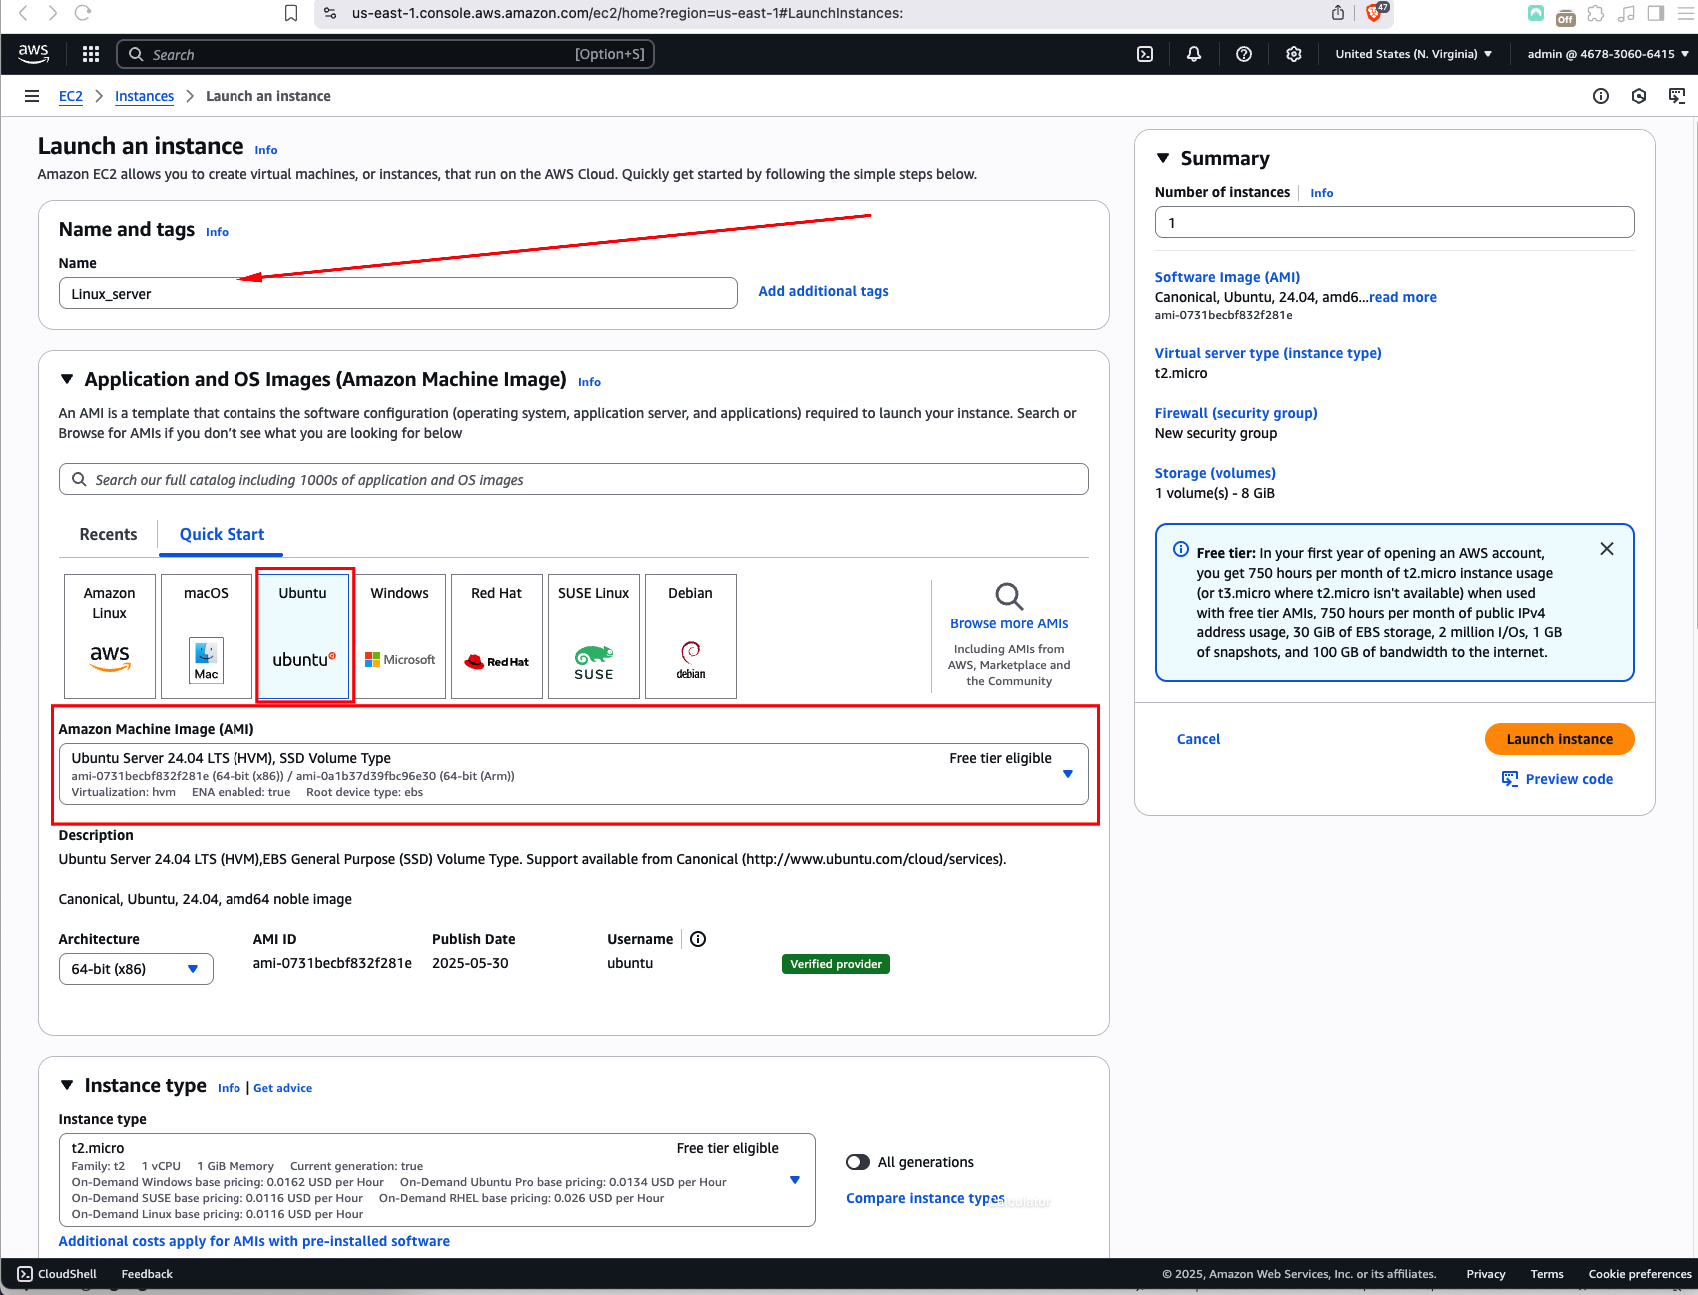 us-east-1.console.aws.amazon.com/ec2/home?region=us-east-1#LaunchInstances:
47
Off
aws
Search
[Option+S]
United States (N. Virginia)
admin @ 4678-3060-6415
EC2
Instances
Launch an instance
Launch an instance Info
Amazon EC2 allows you to create virtual machines, or instances, that run on the AWS Cloud. Quickly get started by following the simple steps below.
Name and tags Info
Name
Linux_server
Add additional tags
Application and OS Images (Amazon Machine Image) Info
An AMI is a template that contains the software configuration (operating system, application server, and applications) required to launch your instance. Search or
Browse for AMIs if you don’t see what you are looking for below
Search our full catalog including 1000s of application and OS images
Recents
Quick Start
Amazon
Linux
aws
macOS
Mac
Ubuntu
ubuntu
Windows
Microsoft
Red Hat
Red Hat
SUSE Linux
SUSE
Debian
debian
Browse more AMIs
Including AMIs from
AWS, Marketplace and
the Community
Amazon Machine Image (AMI)
Ubuntu Server 24.04 LTS (HVM), SSD Volume Type
Free tier eligible
ami-0731becbf832f281e (64-bit (x86)) / ami-0a1b37d39fbc96e30 (64-bit (Arm))
Virtualization: hvm ENA enabled: true Root device type: ebs
Description
Ubuntu Server 24.04 LTS (HVM),EBS General Purpose (SSD) Volume Type. Support available from Canonical (http://www.ubuntu.com/cloud/services).
Canonical, Ubuntu, 24.04, amd64 noble image
Architecture
64-bit (x86)
AMI ID
ami-0731becbf832f281e
Publish Date
2025-05-30
Username
ubuntu
Verified provider
Instance type Info | Get advice
Instance type
t2.micro
Free tier eligible
Family: t2 1 vCPU 1 GiB Memory Current generation: true
On-Demand Windows base pricing: 0.0162 USD per Hour On-Demand Ubuntu Pro base pricing: 0.0134 USD per Hour
On-Demand SUSE base pricing: 0.0116 USD per Hour On-Demand RHEL base pricing: 0.026 USD per Hour
On-Demand Linux base pricing: 0.0116 USD per Hour
All generations
Compare instance types
Additional costs apply for AMIs with pre-installed software
Summary
Number of instances Info
1
Software Image (AMI)
Canonical, Ubuntu, 24.04, amd6...read more
ami-0731becbf832f281e
Virtual server type (instance type)
t2.micro
Firewall (security group)
New security group
Storage (volumes)
1 volume(s) - 8 GiB
Free tier: In your first year of opening an AWS account,
you get 750 hours per month of t2.micro instance usage
(or t3.micro where t2.micro isn't available) when used
with free tier AMIs, 750 hours per month of public IPv4
address usage, 30 GiB of EBS storage, 2 million I/Os, 1 GB
of snapshots, and 100 GB of bandwidth to the internet.
Cancel
Launch instance
Preview code
CloudShell
Feedback
© 2025, Amazon Web Services, Inc. or its affiliates.
Privacy
Terms
Cookie preferences